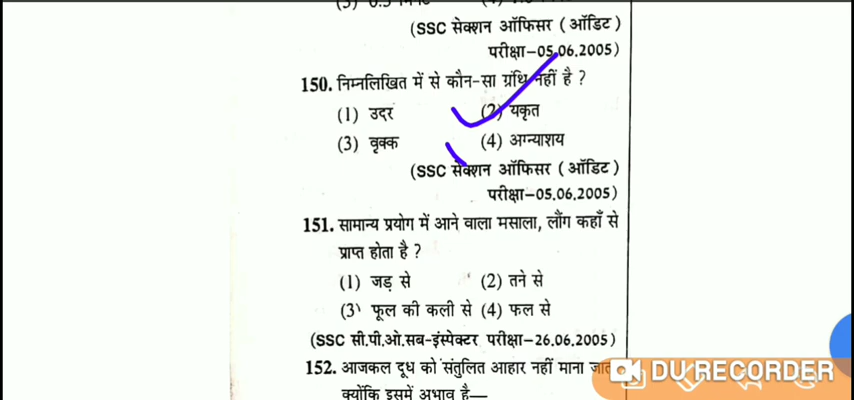 (SSC सेक्शन ऑफिसर ( ऑडिट )
परीक्षा–05.06.2005)
150. निम्नलिखित में से कौन-सा ग्रंथि नहीं है ?
(1) उदर (2) यकृत
(3) वृक्क (4) अग्न्याशय
(SSC सेक्शन ऑफिसर ( ऑडिट )
परीक्षा–05.06.2005)
151. सामान्य प्रयोग में आने वाला मसाला, लौंग कहाँ से
प्राप्त होता है ?
(1) जड़ से (2) तने से
(3) फूल की कली से (4) फल से
(SSC सी.पी.ओ.सब-इंस्पेक्टर परीक्षा–26.06.2005)
152. आजकल दूध को संतुलित आहार नहीं माना
DU RECORDER
क्योंकि इसमें अभाव है—